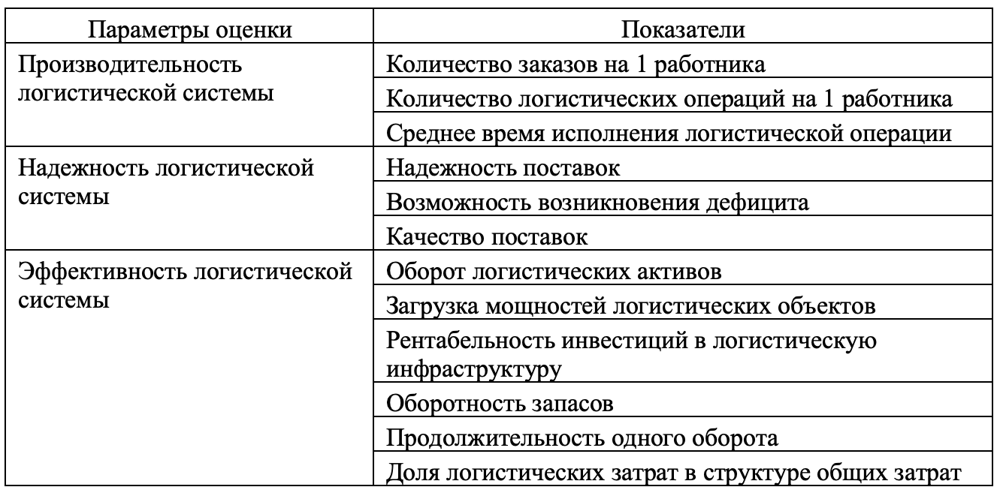 Параметры оценки
Показатели
Производительность
логистической системы
Количество заказов на 1 работника
Количество логистических операций на 1 работника
Среднее время исполнения логистической операции
Надежность логистической
системы
Надежность поставок
Возможность возникновения дефицита
Качество поставок
Эффективность логистической
системы
Оборот логистических активов
Загрузка мощностей логистических объектов
Рентабельность инвестиций в логистическую
инфраструктуру
Оборотность запасов
Продолжительность одного оборота
Доля логистических затрат в структуре общих затрат